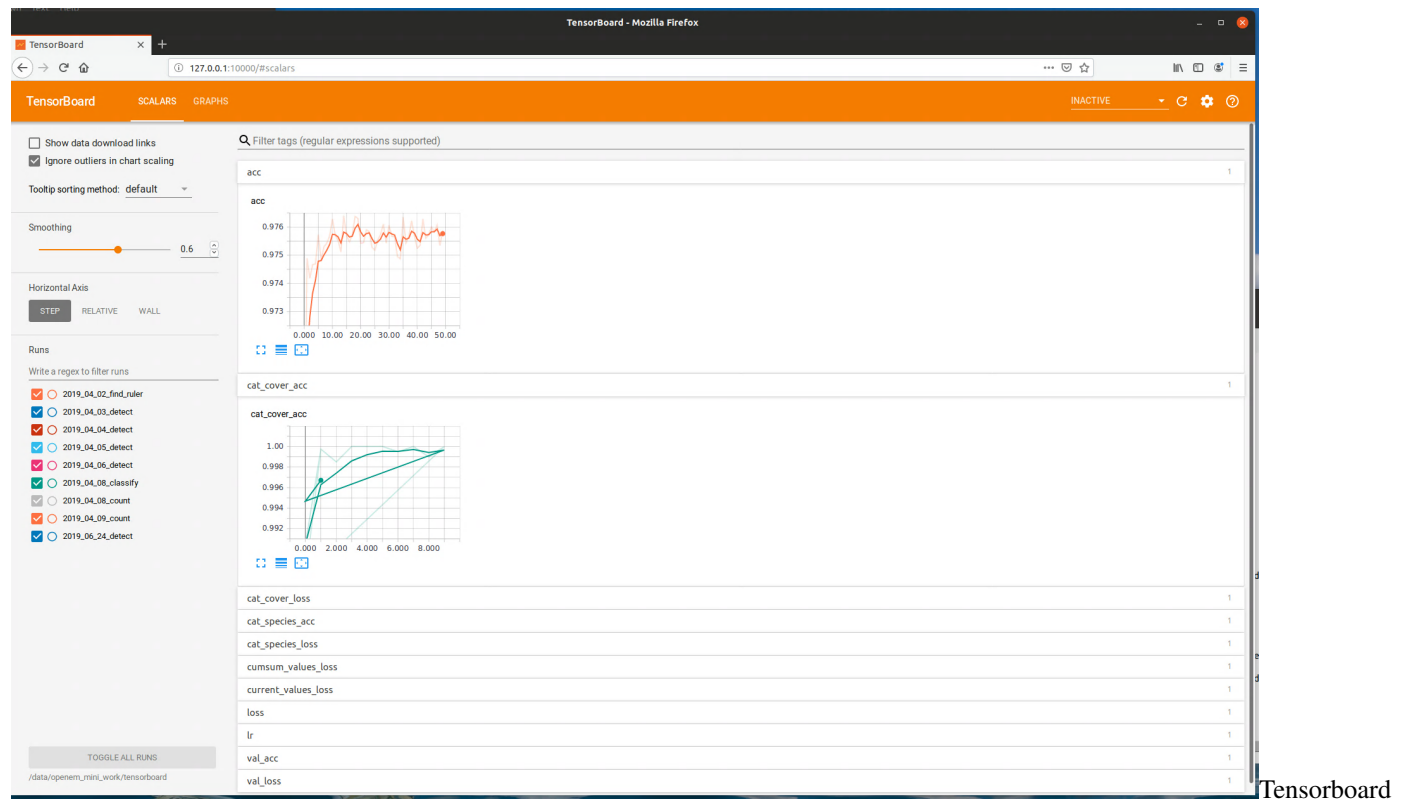 TensorBoard - Mozilla Firefox
TensorBoard
127.0.0.1:10000/#scalars
TensorBoard SCALARS GRAPHS INACTIVE
Show data download links
Ignore outliers in chart scaling
Tooltip sorting method: default
Smoothing
0.6
Horizontal Axis
STEP RELATIVE WALL
Runs
Write a regex to filter runs
2019_04_02_find_ruler
2019_04_03_detect
2019_04_04_detect
2019_04_05_detect
2019_04_06_detect
2019_04_08_classify
2019_04_08_count
2019_04_09_count
2019_06_24_detect
TOGGLE ALL RUNS
/data/openem_mini_work/tensorboard
Filter tags (regular expressions supported)
acc 1
acc
0.976
0.975
0.974
0.973
0.000 10.00 20.00 30.00 40.00 50.00
cat_cover_acc 1
cat_cover_acc
1.00
0.998
0.996
0.994
0.992
0.000 2.000 4.000 6.000 8.000
cat_cover_loss 1
cat_species_acc 1
cat_species_loss 1
cumsum_values_loss 1
current_values_loss 1
loss 1
lr 1
val_acc 1
val_loss 1
Tensorboard